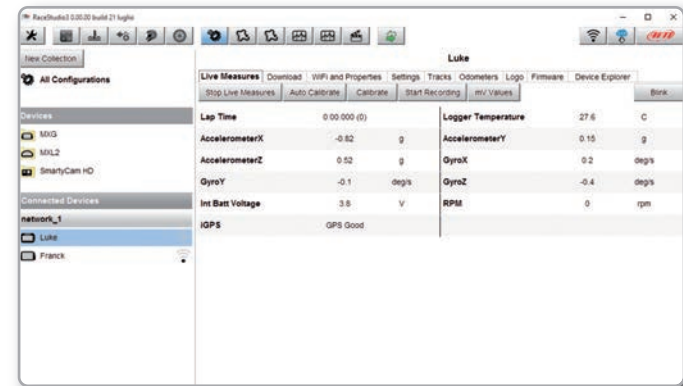 RaceStudio3 0.00.00 build 21 luglio
AiM
New Collection
All Configurations
Devices
MXG
MXL2
SmartyCam HD
Connected Devices
network_1
Luke
Franck
Luke
Live Measures Download WiFi and Properties Settings Tracks Odometers Logo Firmware Device Explorer
Stop Live Measures Auto Calibrate Calibrate Start Recording mV Values Blink
Lap Time 0:00.000 (0) Logger Temperature 27.6 C
AccelerometerX -0.82 g AccelerometerY 0.15 g
AccelerometerZ 0.52 g GyroX 0.2 deg/s
GyroY -0.1 deg/s GyroZ -0.4 deg/s
Int Batt Voltage 3.8 V RPM 0 rpm
iGPS GPS Good